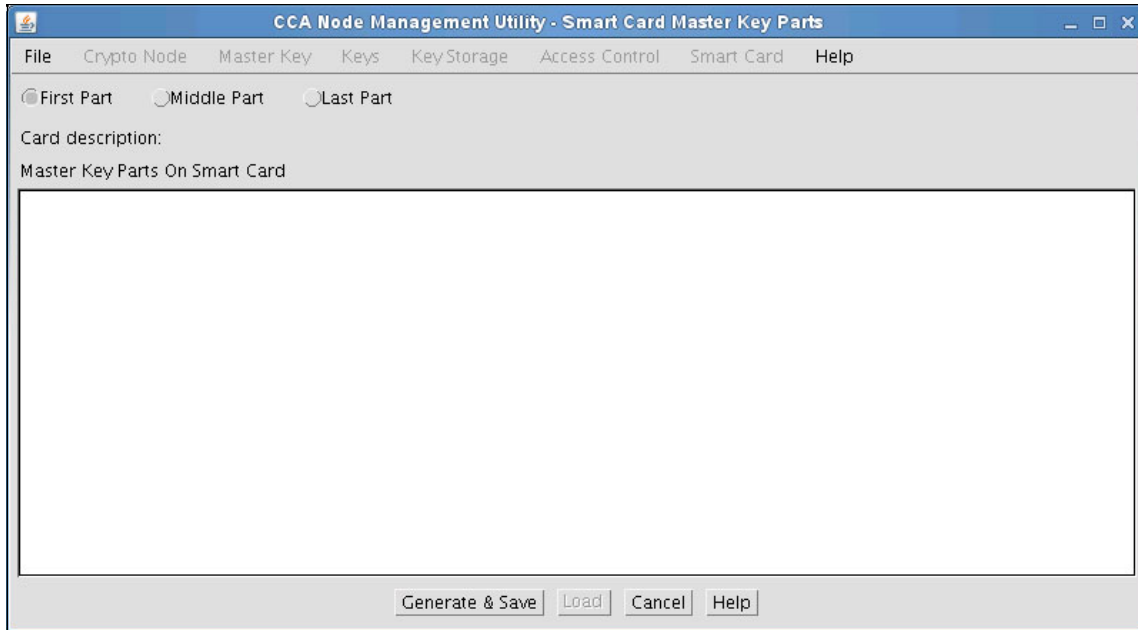 CCA Node Management Utility - Smart Card Master Key Parts
File Crypto Node Master Key Keys Key Storage Access Control Smart Card Help
First Part Middle Part Last Part
Card description:
Master Key Parts On Smart Card
Generate & Save Load Cancel Help